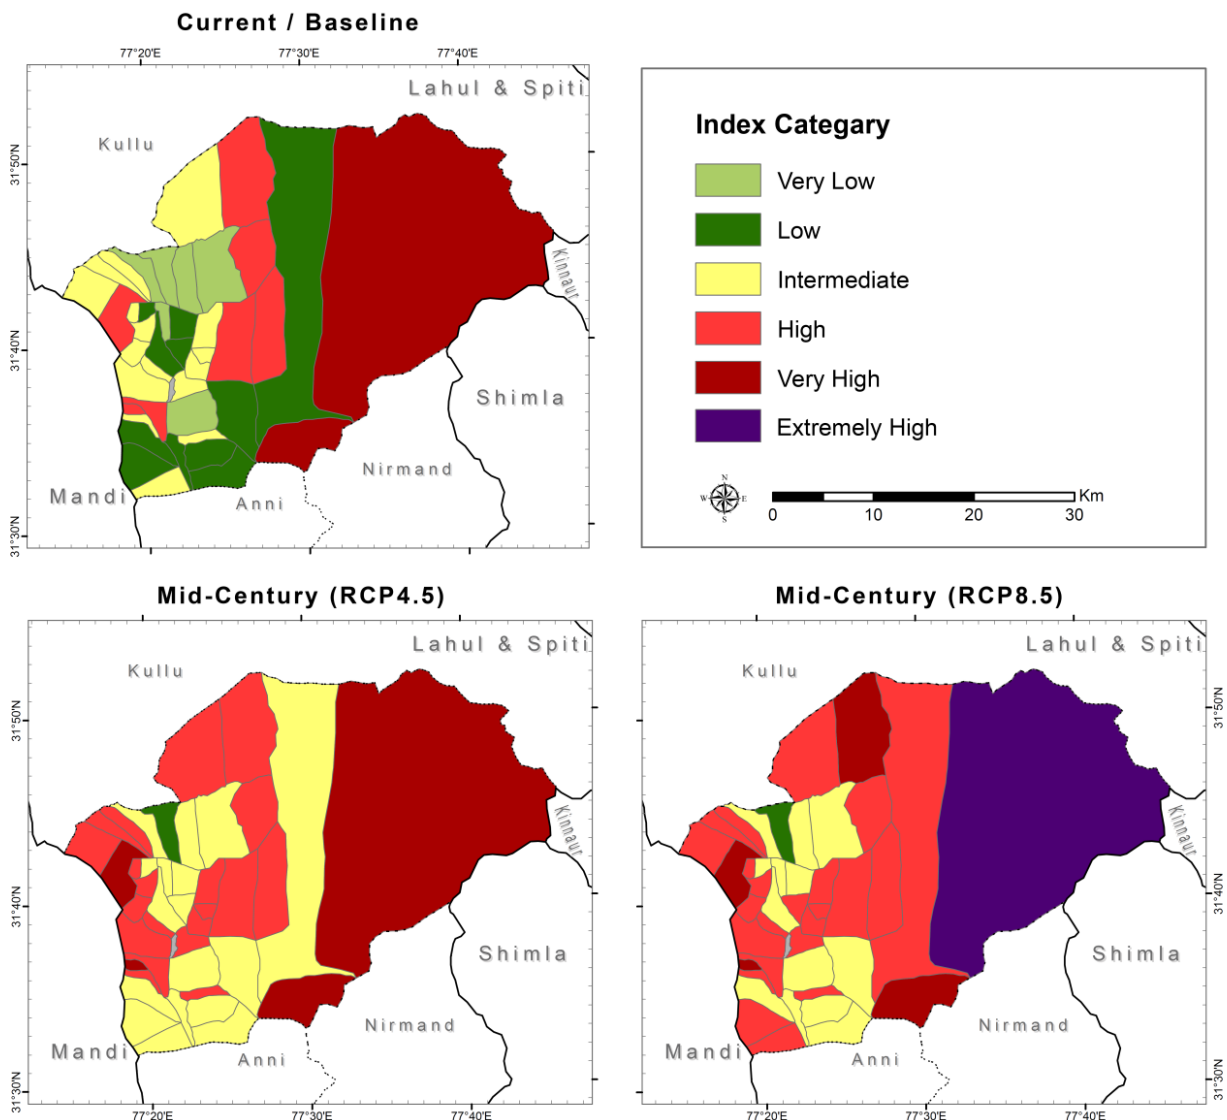 Current / Baseline
77°20'E 77°30'E 77°40'E
Lahul & Spiti
Kullu
31°50'N
Kinnaur
31°40'N
Shimla
Nirmand
Mandi
Anni
31°30'N
Index Categary
Very Low
Low
Intermediate
High
Very High
Extremely High
N
W E
S
Km
0 10 20 30
Mid-Century (RCP4.5)
Lahul & Spiti
Kullu
31°50'N
Kinnaur
31°40'N
Shimla
Nirmand
Mandi
Anni
31°30'N
77°20'E 77°30'E 77°40'E
Mid-Century (RCP8.5)
Lahul & Spiti
Kullu
31°50'N
Kinnaur
31°40'N
Shimla
Nirmand
Mandi
Anni
31°30'N
77°20'E 77°30'E 77°40'E